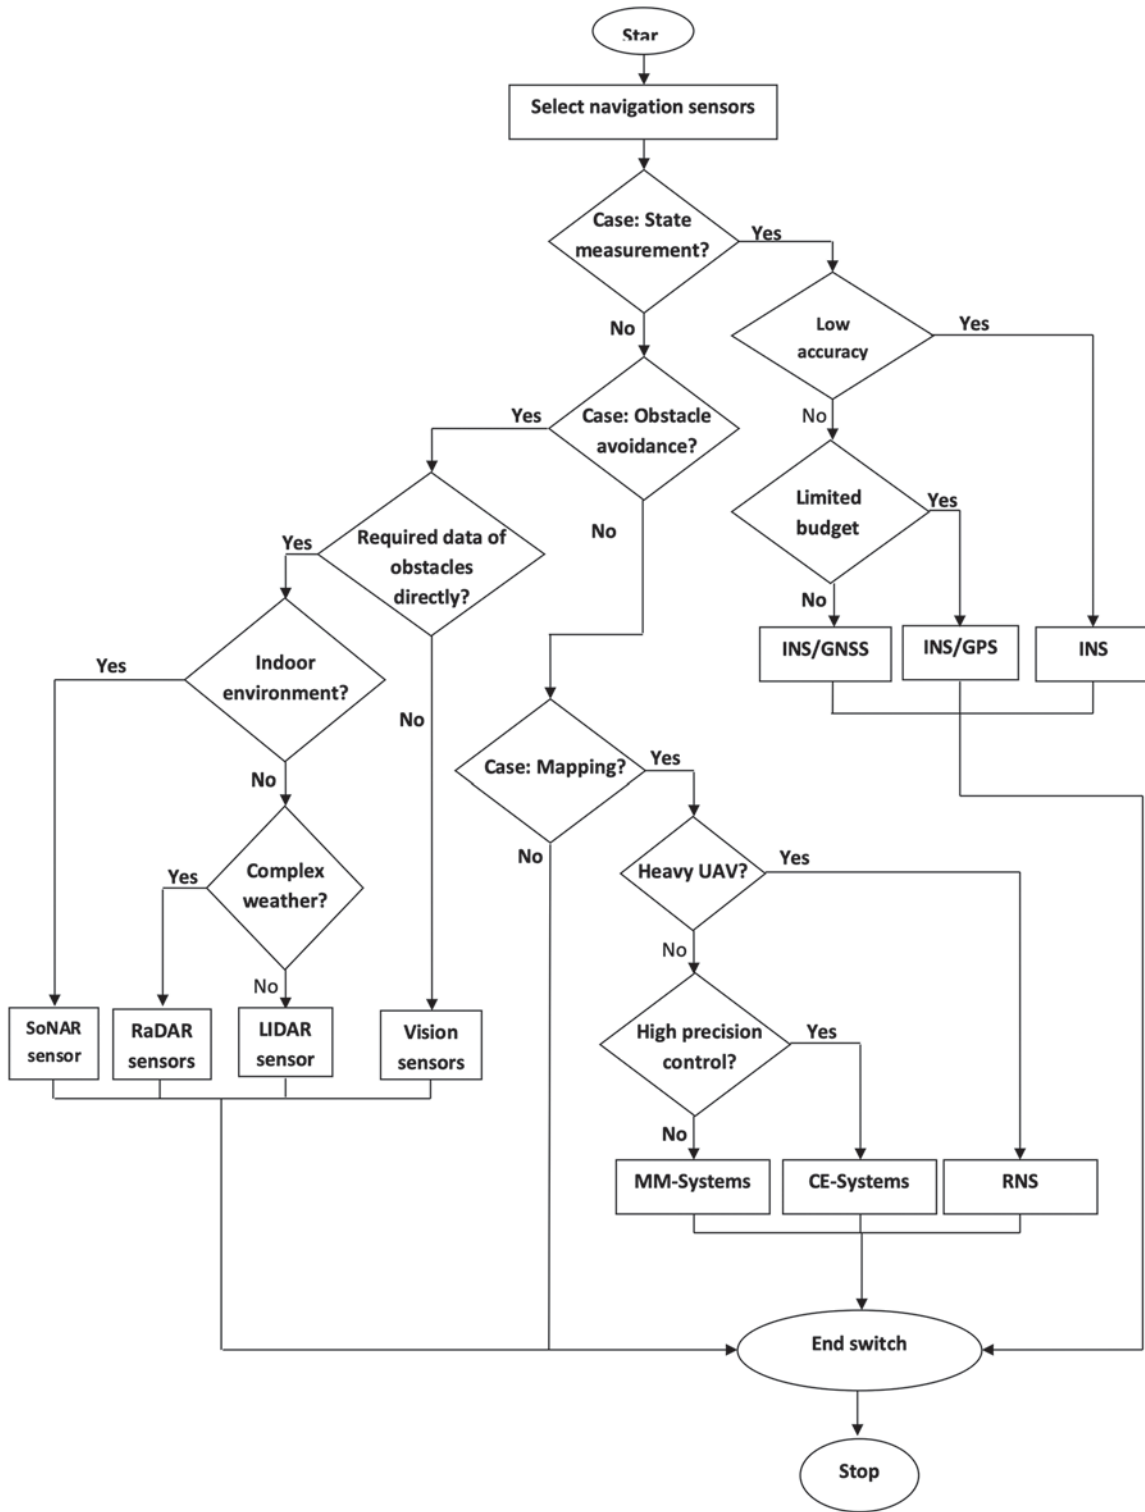 Star
Select navigation sensors
Case: State
measurement?
Yes
No
Low
accuracy
Yes
No
Case: Obstacle
avoidance?
Yes
No
Limited
budget
Yes
No
Required data of
obstacles
directly?
Yes
No
INS/GNSS
INS/GPS
INS
Indoor
environment?
Yes
No
Case: Mapping?
Yes
No
Complex
weather?
Yes
No
Heavy UAV?
Yes
No
SoNAR
sensor
RaDAR
sensors
LIDAR
sensor
Vision
sensors
High precision
control?
Yes
No
MM-Systems
CE-Systems
RNS
End switch
Stop